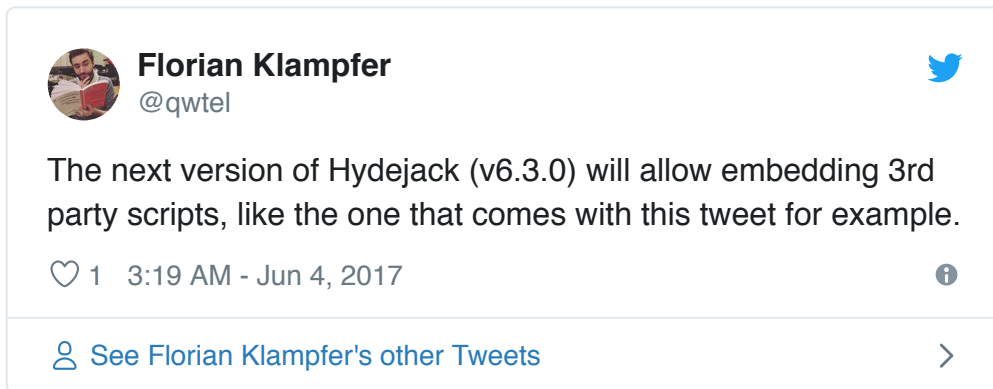 Florian Klampfer
@qwtel
The next version of Hydejack (v6.3.0) will allow embedding 3rd
party scripts, like the one that comes with this tweet for example.
1 3:19 AM - Jun 4, 2017
See Florian Klampfer's other Tweets